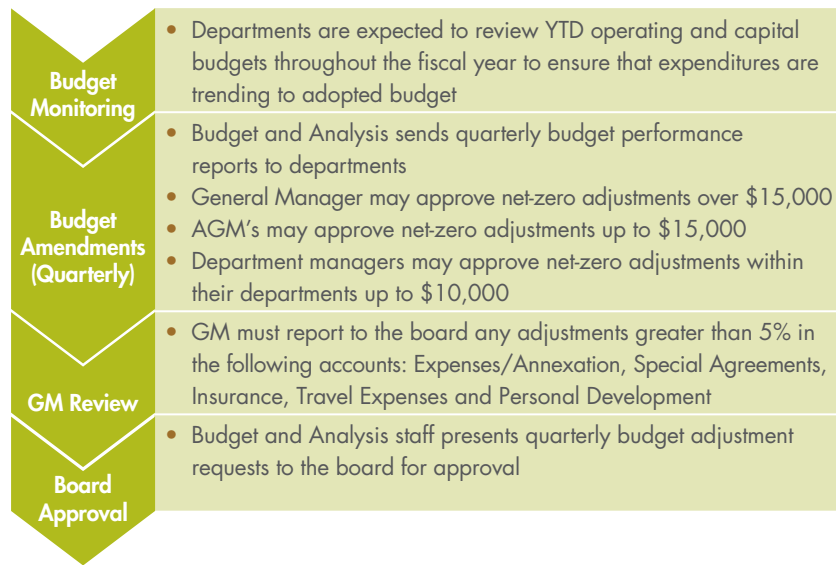 Budget
Monitoring
• Departments are expected to review YTD operating and capital
budgets throughout the fiscal year to ensure that expenditures are
trending to adopted budget
Budget
Amendments
(Quarterly)
• Budget and Analysis sends quarterly budget performance
reports to departments
• General Manager may approve net-zero adjustments over $15,000
• AGM's may approve net-zero adjustments up to $15,000
• Department managers may approve net-zero adjustments within
their departments up to $10,000
GM Review
• GM must report to the board any adjustments greater than 5% in
the following accounts: Expenses/Annexation, Special Agreements,
Insurance, Travel Expenses and Personal Development
Board
Approval
• Budget and Analysis staff presents quarterly budget adjustment
requests to the board for approval